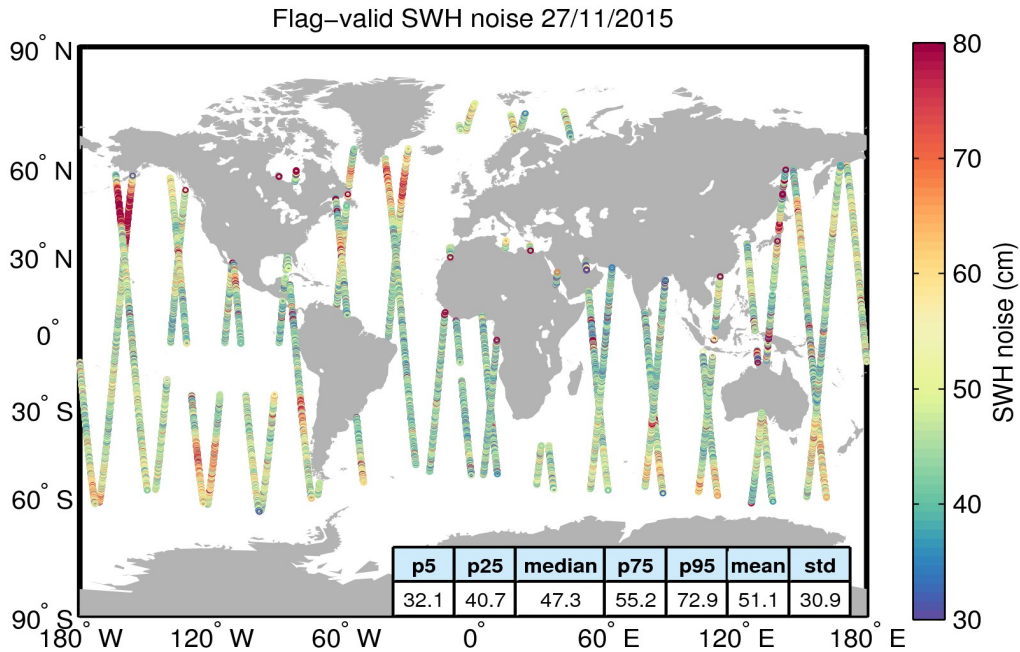 Flag−valid SWH noise 27/11/2015
90° N
60° N
30° N
0°
30° S
60° S
90° S
180° W
120° W
60° W
0°
60° E
120° E
180° E
p5 p25 median p75 p95 mean std
32.1 40.7 47.3 55.2 72.9 51.1 30.9
80
70
60
50
40
30
SWH noise (cm)